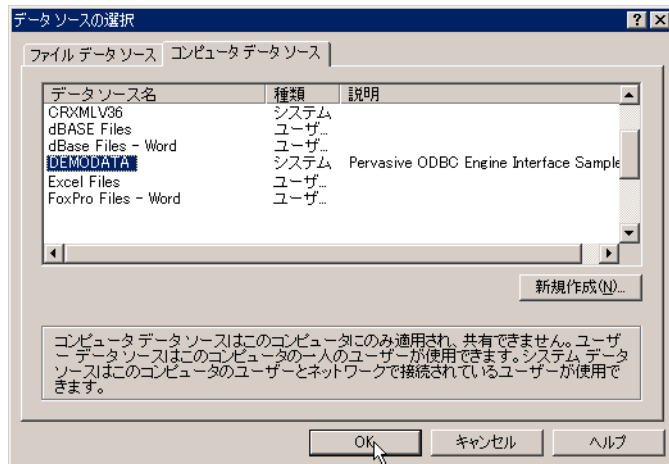 データ ソースの選択
ファイル データ ソース コンピュータ データ ソース
データ ソース名 種類 説明
CRXMLV36 システム
dBASE Files ユーザ...
dBase Files - Word ユーザ...
DEMODATA システム Pervasive ODBC Engine Interface Sample
Excel Files ユーザ...
FoxPro Files - Word ユーザ...
新規作成(N)...
コンピュータ データ ソースはこのコンピュータにのみ適用され、共有できません。ユーザ
ー データ ソースはこのコンピュータの一人のユーザーが使用できます。システム データ
ソースはこのコンピュータのユーザーとネットワークで接続されているユーザーが使用で
きます。
OK キャンセル ヘルプ